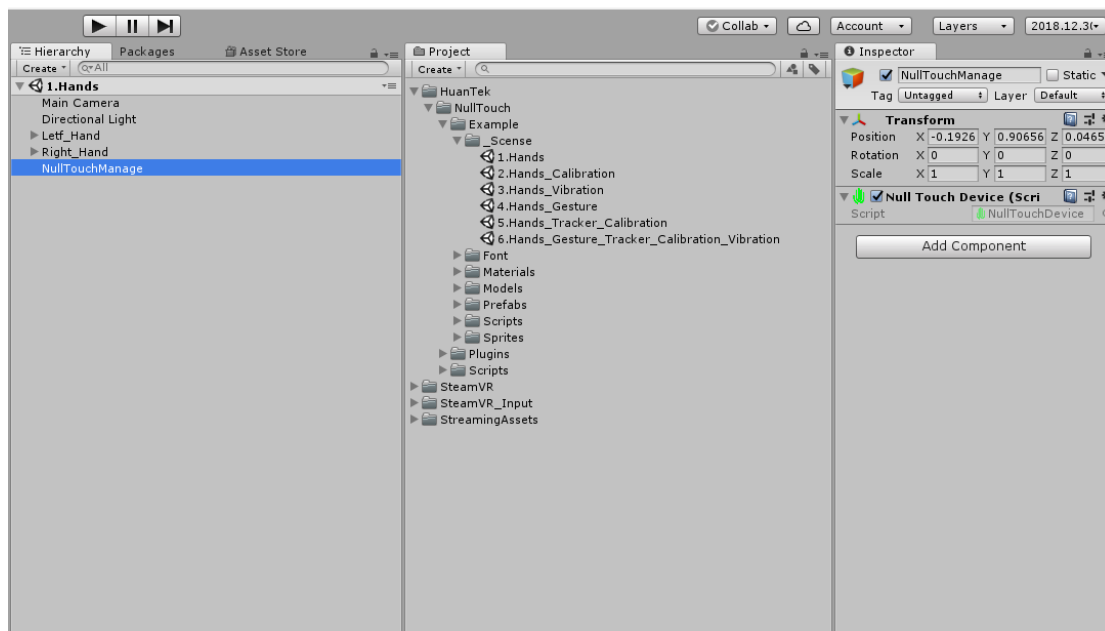 Collab
Account
Layers
2018.12.3(
Hierarchy
Packages
Asset Store
Create
All
1.Hands
Main Camera
Directional Light
Letf_Hand
Right_Hand
NullTouchManage
Project
Create
HuanTek
NullTouch
Example
_Scense
1.Hands
2.Hands_Calibration
3.Hands_Vibration
4.Hands_Gesture
5.Hands_Tracker_Calibration
6.Hands_Gesture_Tracker_Calibration_Vibration
Font
Materials
Models
Prefabs
Scripts
Sprites
Plugins
Scripts
SteamVR
SteamVR_Input
StreamingAssets
Inspector
NullTouchManage Static
Tag Untagged Layer Default
Transform
Position X -0.1926 Y 0.90656 Z 0.0465
Rotation X 0 Y 0 Z 0
Scale X 1 Y 1 Z 1
Null Touch Device (Scri
Script NullTouchDevice
Add Component